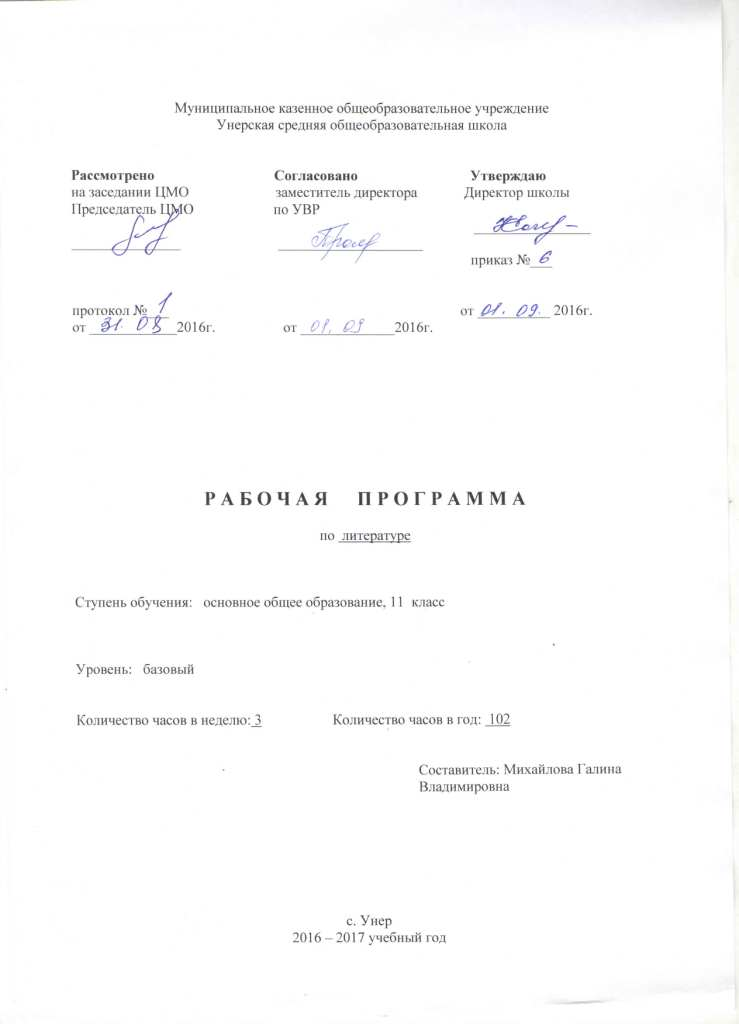 Муниципальное казенное общеобразовательное учреждение
Унерская средняя общеобразовательная школа
Рассмотрено
на заседании ЦМО
Председатель ЦМО
протокол № 1
от 31. 08 2016г.
Согласовано
заместитель директора
по УВР
от 01. 09 2016г.
Утверждаю
Директор школы
приказ № 6
от 01. 09. 2016г.
РАБОЧАЯ ПРОГРАММА
по литературе
Ступень обучения: основное общее образование, 11 класс
Уровень: базовый
Количество часов в неделю: 3 Количество часов в год: 102
Составитель: Михайлова Галина
Владимировна
с. Унер
2016 – 2017 учебный год